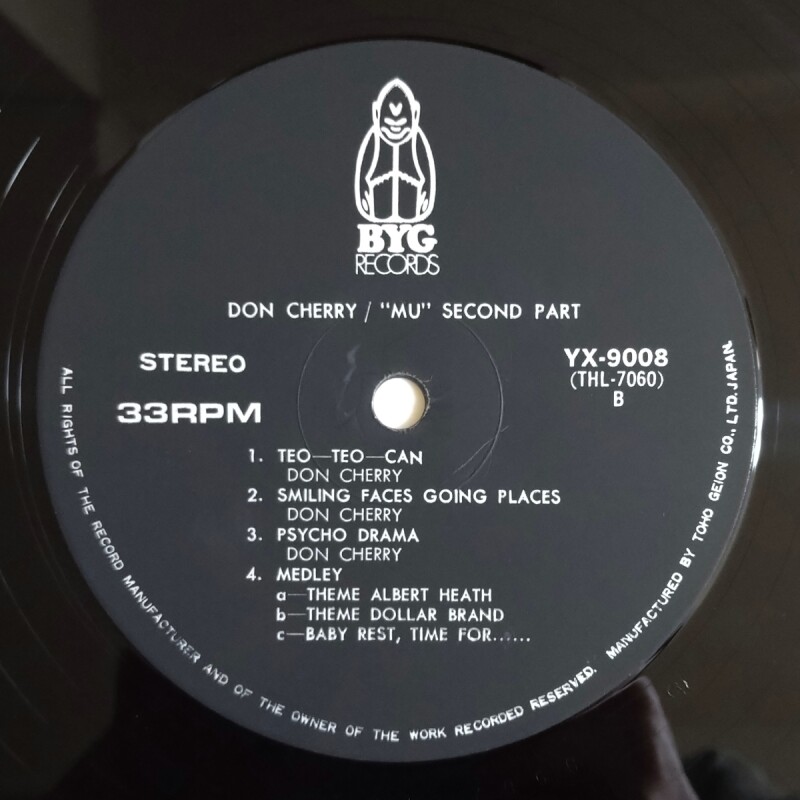 BYG
RECORDS
DON CHERRY / "MU" SECOND PART
STEREO
33RPM
YX-9008
(THL-7060)
B
1. TEO—TEO—CAN
DON CHERRY
2. SMILING FACES GOING PLACES
DON CHERRY
3. PSYCHO DRAMA
DON CHERRY
4. MEDLEY
a—THEME ALBERT HEATH
b—THEME DOLLAR BRAND
c—BABY REST, TIME FOR......
ALL RIGHTS OF THE RECORD MANUFACTURER AND OF THE OWNER OF THE WORK RECORDED RESERVED. MANUFACTURED BY TOHO GEION CO., LTD. JAPAN.